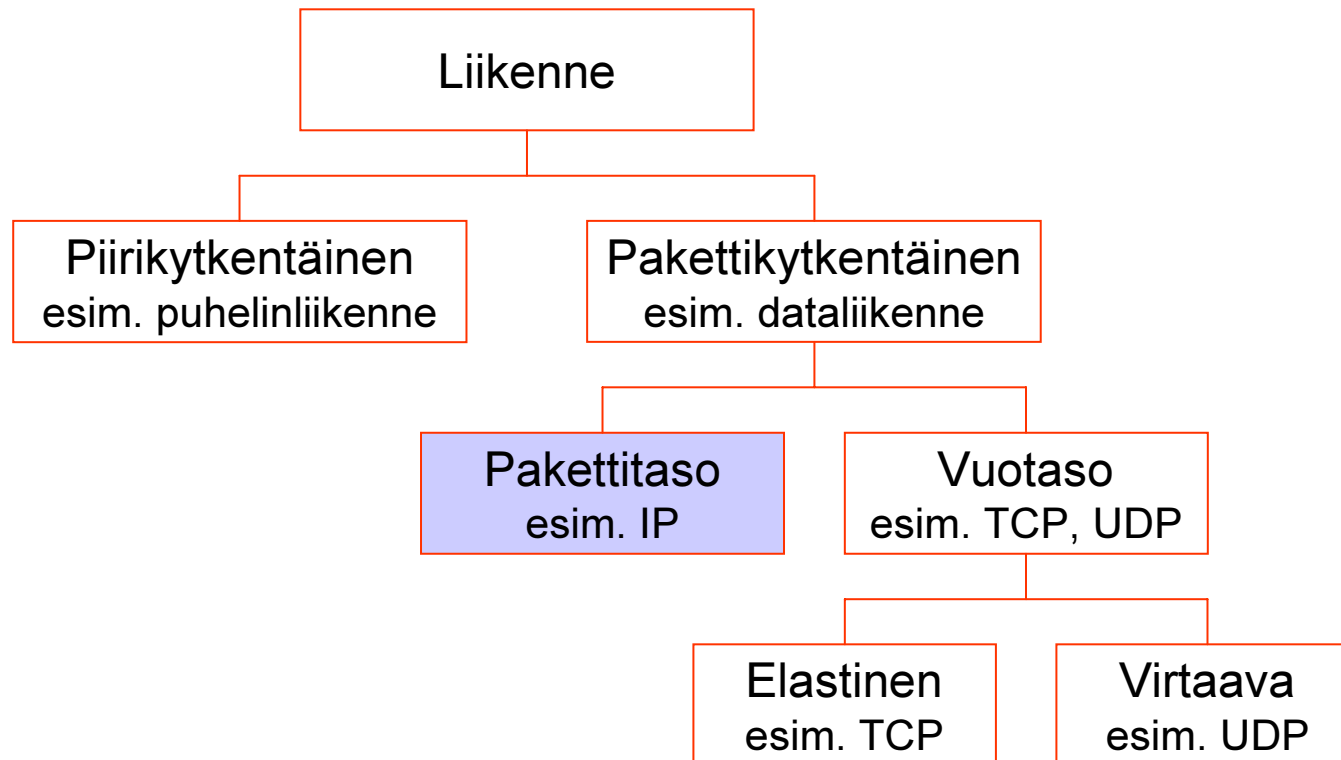 Liikenne
Piirikytkentäinen
esim. puhelinliikenne
Pakettikytkentäinen
esim. dataliikenne
Pakettitaso
esim. IP
Vuotaso
esim. TCP, UDP
Elastinen
esim. TCP
Virtaava
esim. UDP